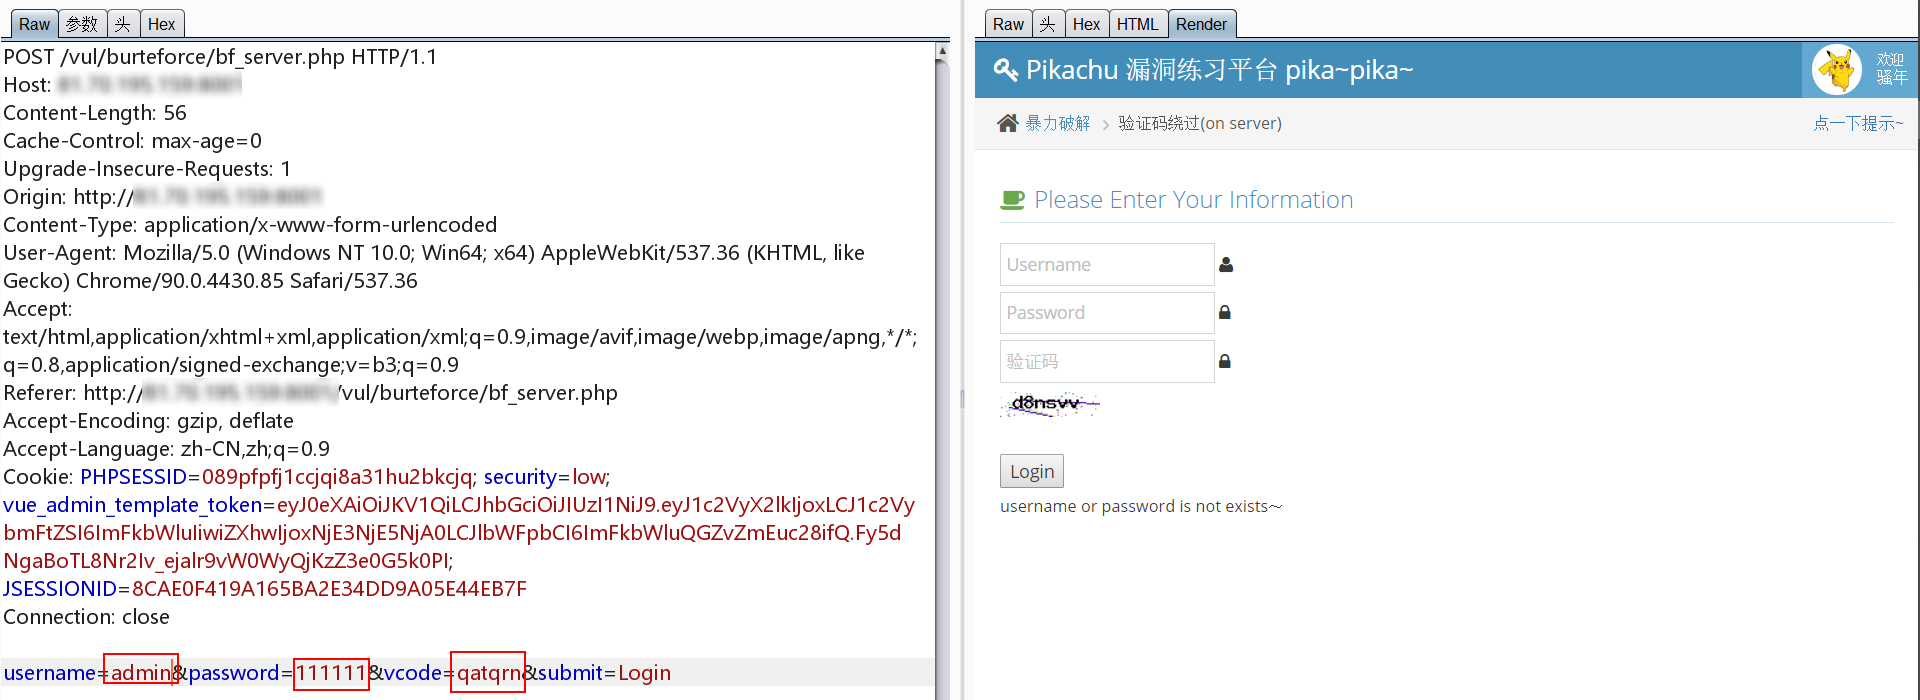 Raw 参数 头 Hex
POST /vul/burteforce/bf_server.php HTTP/1.1
Host:
Content-Length: 56
Cache-Control: max-age=0
Upgrade-Insecure-Requests: 1
Origin: http://
Content-Type: application/x-www-form-urlencoded
User-Agent: Mozilla/5.0 (Windows NT 10.0; Win64; x64) AppleWebKit/537.36 (KHTML, like
Gecko) Chrome/90.0.4430.85 Safari/537.36
Accept:
text/html,application/xhtml+xml,application/xml;q=0.9,image/avif,image/webp,image/apng,*/*;
q=0.8,application/signed-exchange;v=b3;q=0.9
Referer: http:///vul/burteforce/bf_server.php
Accept-Encoding: gzip, deflate
Accept-Language: zh-CN,zh;q=0.9
Cookie: PHPSESSID=089pfpfj1ccjqi8a31hu2bkcjq; security=low;
vue_admin_template_token=eyJ0eXAiOiJKV1QiLCJhbGciOiJIUzI1NiJ9.eyJ1c2VyX2lkIjoxLCJ1c2Vy
bmFtZSI6ImFkbWluIiwiZXhwIjoxNjE3NjE5NjA0LCJlbWFpbCI6ImFkbWluQGZvZmEuc28ifQ.Fy5d
NgaBoTL8Nr2Iv_ejalr9vW0WyQjKzZ3e0G5k0PI;
JSESSIONID=8CAE0F419A165BA2E34DD9A05E44EB7F
Connection: close
username=admin&password=111111&vcode=qatqrn&submit=Login
Raw 头 Hex HTML Render
Pikachu 漏洞练习平台 pika~pika~
欢迎
骚年
暴力破解 > 验证码绕过(on server)
点一下提示~
Please Enter Your Information
Username
Password
验证码
d8nsvv
Login
username or password is not exists～